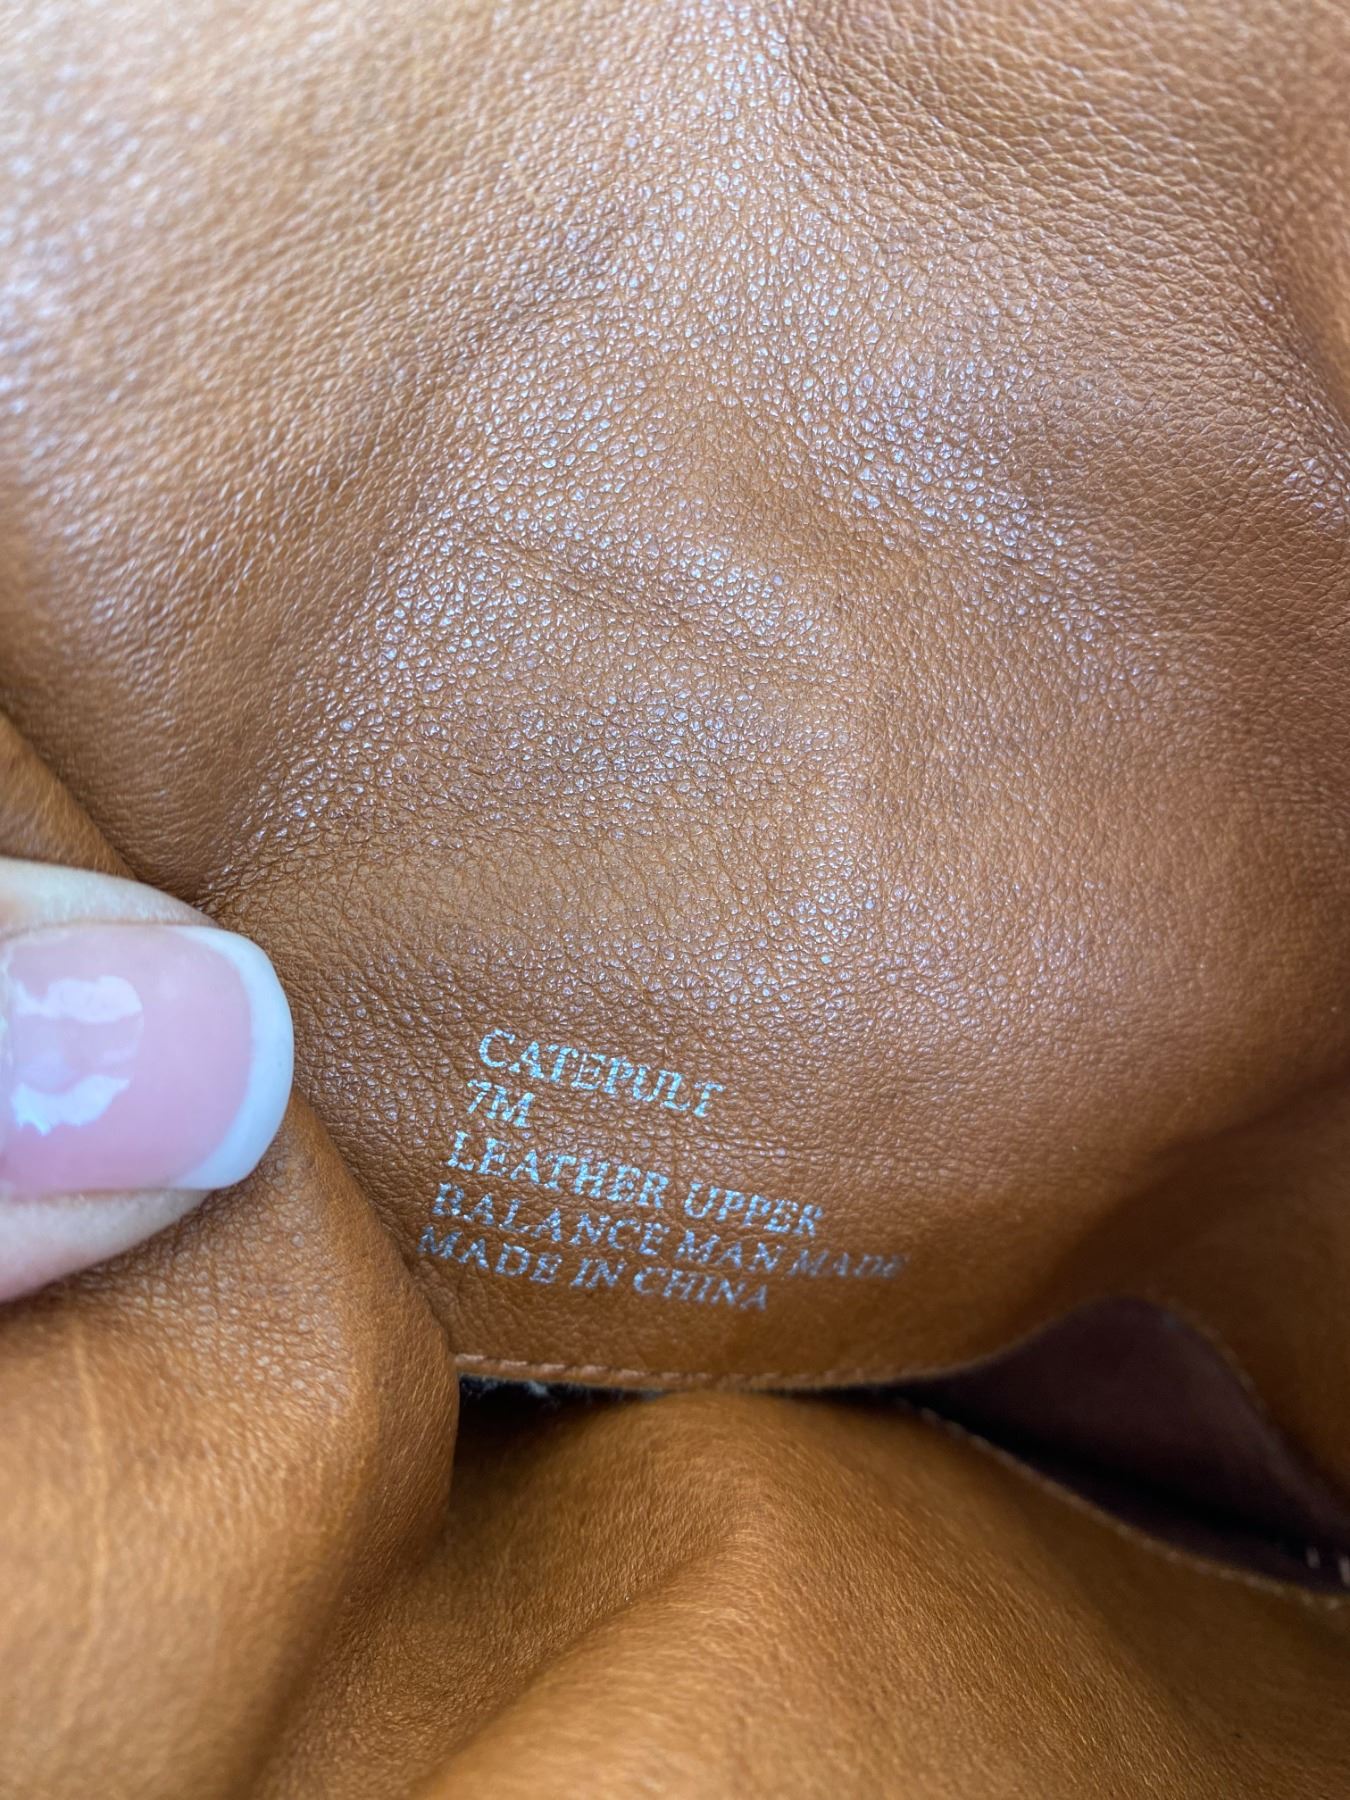 CATEPULT
7M
LEATHER UPPER
BALANCE MAN MADE
MADE IN CHINA